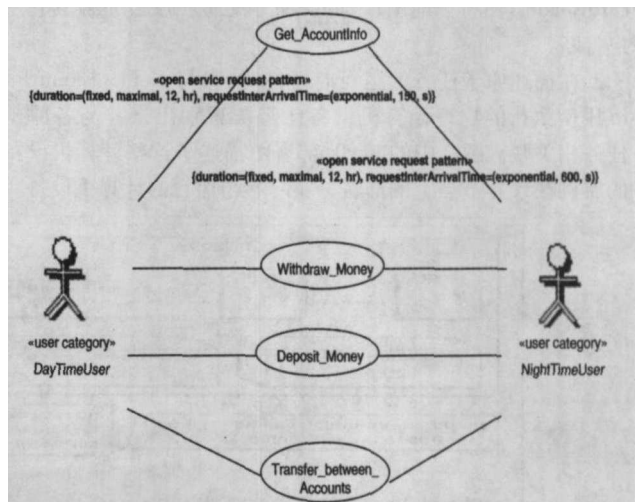 Get_AccountInfo
«open service request pattern»
{duration=(fixed, maximal, 12, hr), requestInterArrivalTime=(exponential, 190, s)}
«open service request pattern»
{duration=(fixed, maximal, 12, hr), requestInterArrivalTime=(exponential, 600, s)}
Withdraw_Money
«user category»
DayTimeUser
Deposit_Money
«user category»
NightTimeUser
Transfer_between_
Accounts